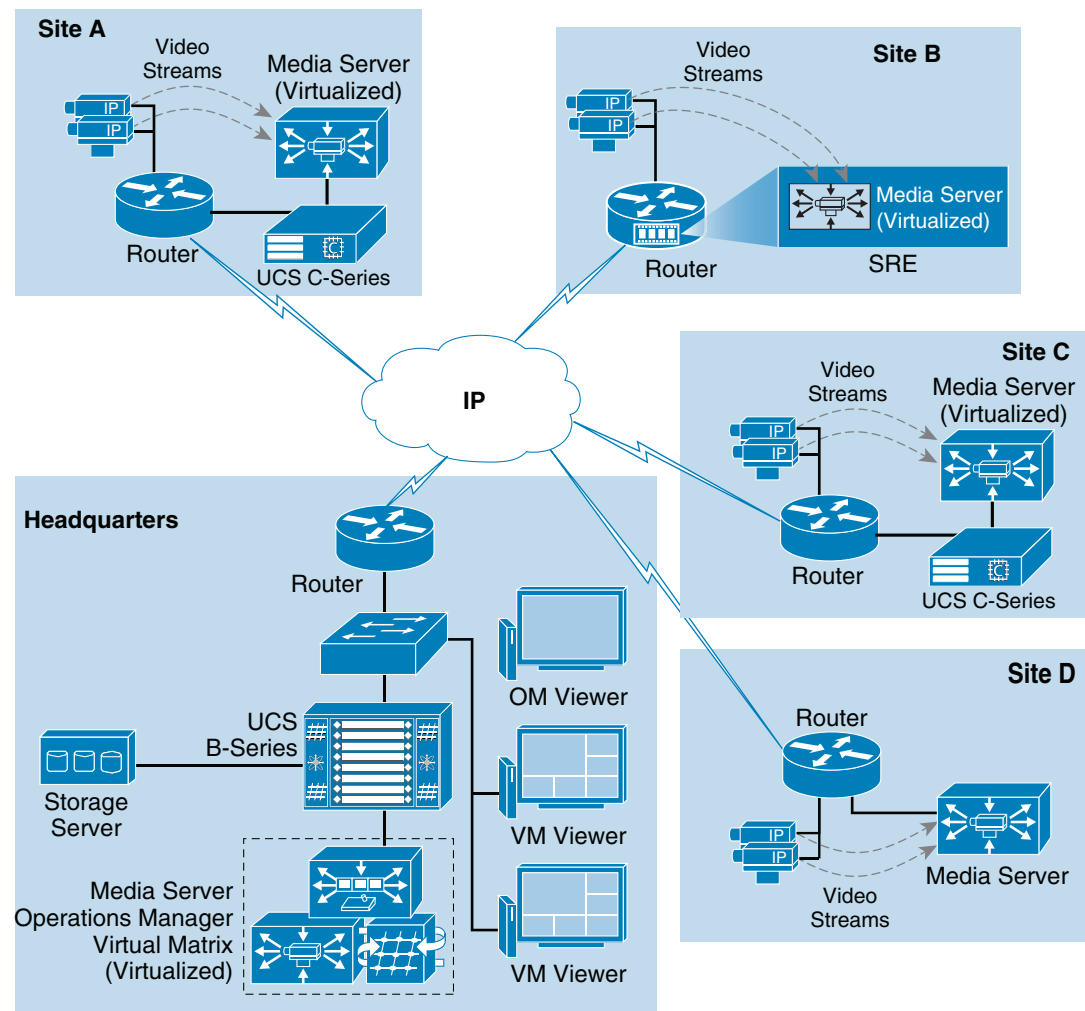 Site A
Video
Streams
Media Server
(Virtualized)
IP
IP
Router
UCS C-Series
Site B
Video
Streams
IP
IP
Media Server
(Virtualized)
Router
SRE
IP
Site C
Video
Streams
Media Server
(Virtualized)
IP
IP
Router
UCS C-Series
Headquarters
Router
OM Viewer
UCS
B-Series
Storage
Server
VM Viewer
Media Server
Operations Manager
Virtual Matrix
(Virtualized)
VM Viewer
Site D
Router
IP
IP
Media Server
Video
Streams